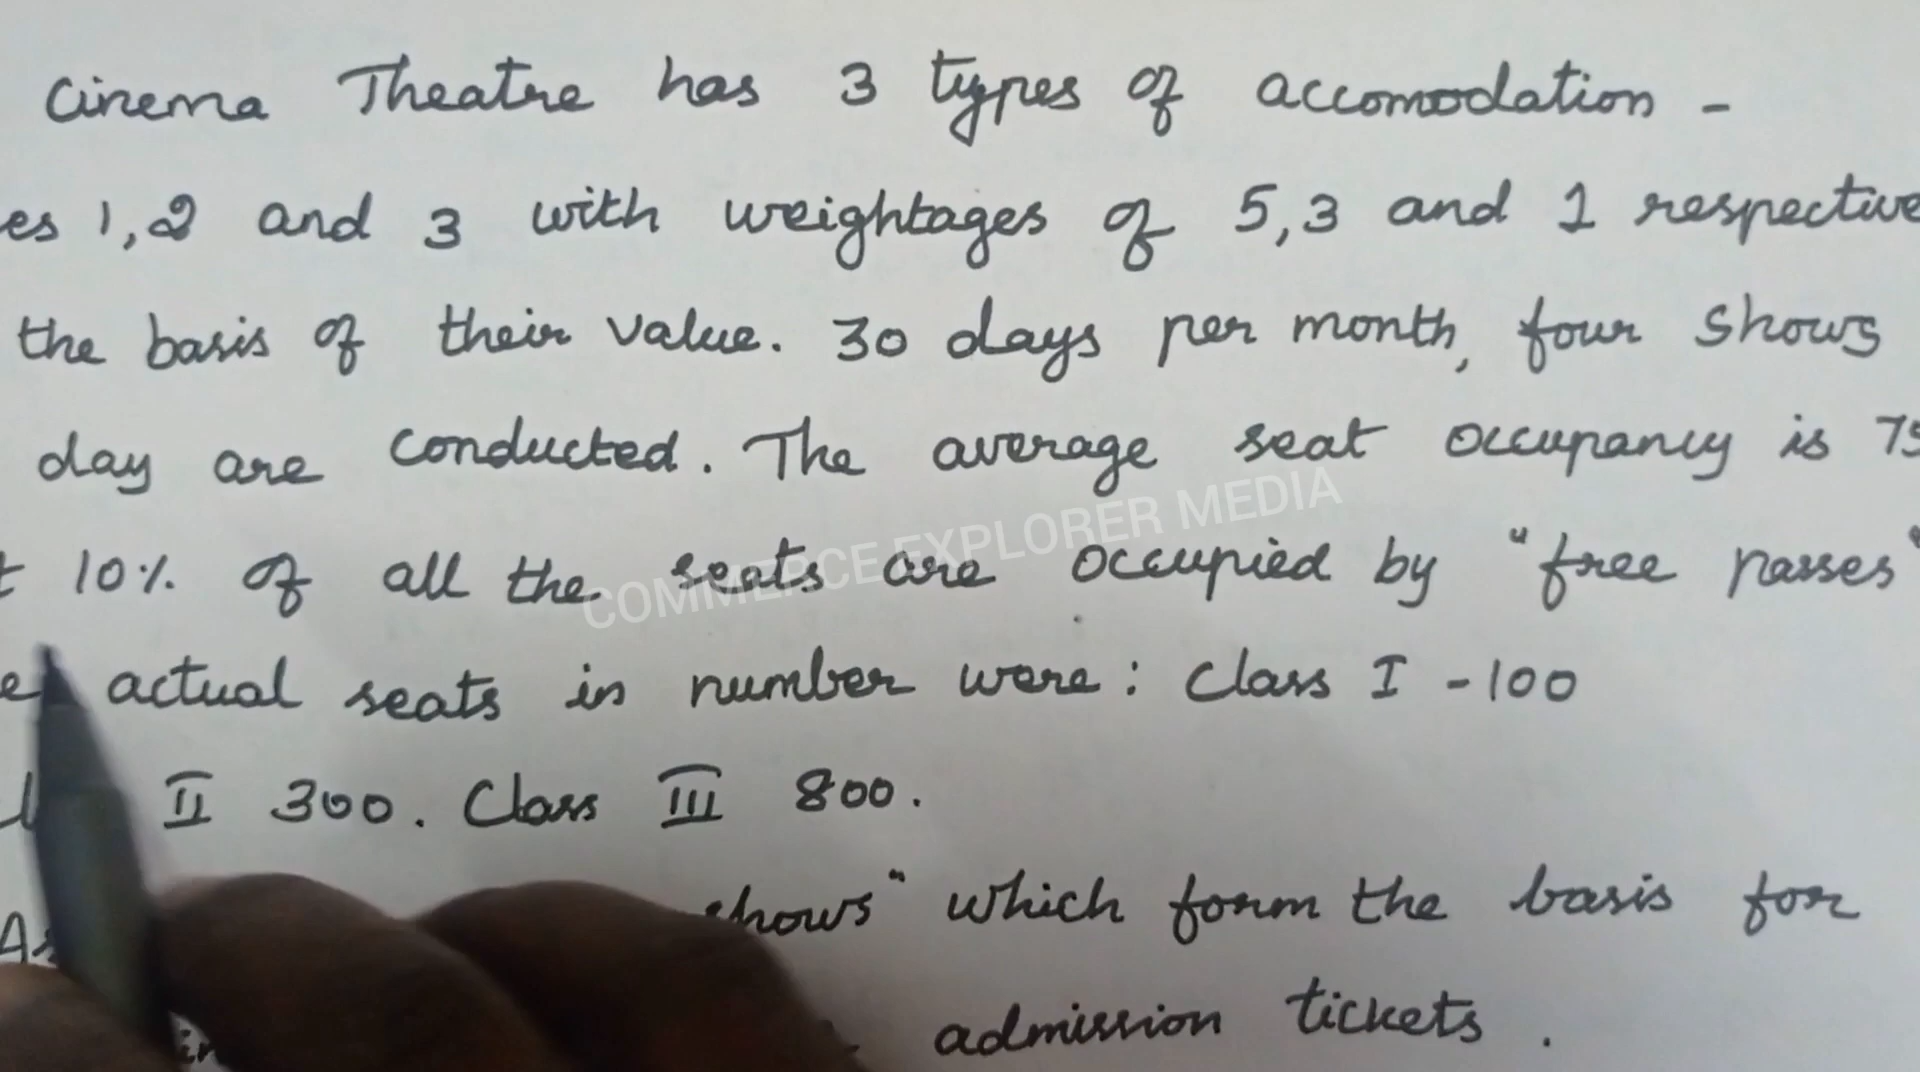 Cinema Theatre has 3 types of accomodation -
es 1,2 and 3 with weightages of 5,3 and 1 respective
the basis of their value. 30 days per month, four shows
day are conducted. The average seat occupancy is 75
t 10% of all the seats are occupied by "free passes"
e actual seats in number were: Class I - 100
II 300. Class III 800.
shows" which form the basis for
admission tickets.
COMMERCE EXPLORER MEDIA